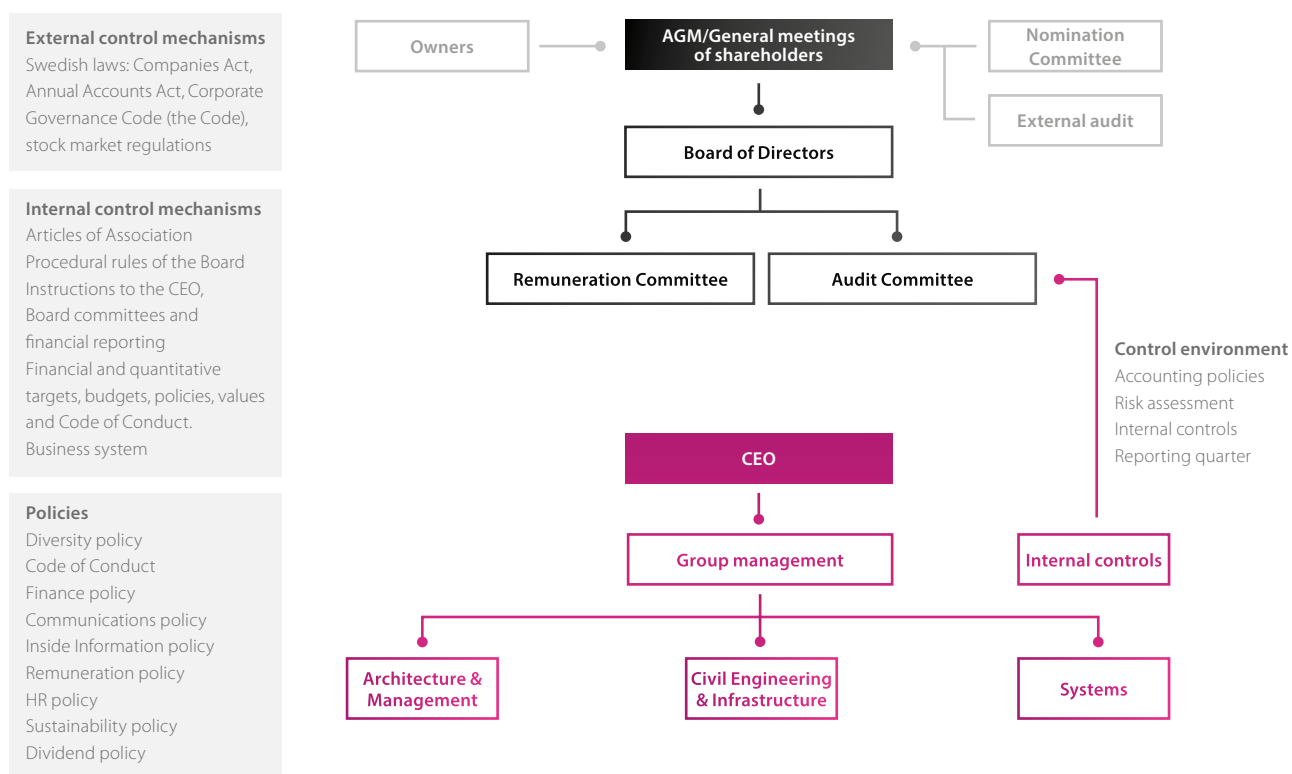 External control mechanisms
Swedish laws: Companies Act,
Annual Accounts Act, Corporate
Governance Code (the Code),
stock market regulations
Internal control mechanisms
Articles of Association
Procedural rules of the Board
Instructions to the CEO,
Board committees and
financial reporting
Financial and quantitative
targets, budgets, policies, values
and Code of Conduct.
Business system
Policies
Diversity policy
Code of Conduct
Finance policy
Communications policy
Inside Information policy
Remuneration policy
HR policy
Sustainability policy
Dividend policy
Owners
AGM/General meetings
of shareholders
Nomination
Committee
External audit
Board of Directors
Remuneration Committee
Audit Committee
Control environment
Accounting policies
Risk assessment
Internal controls
Reporting quarter
CEO
Group management
Internal controls
Architecture &
Management
Civil Engineering
& Infrastructure
Systems